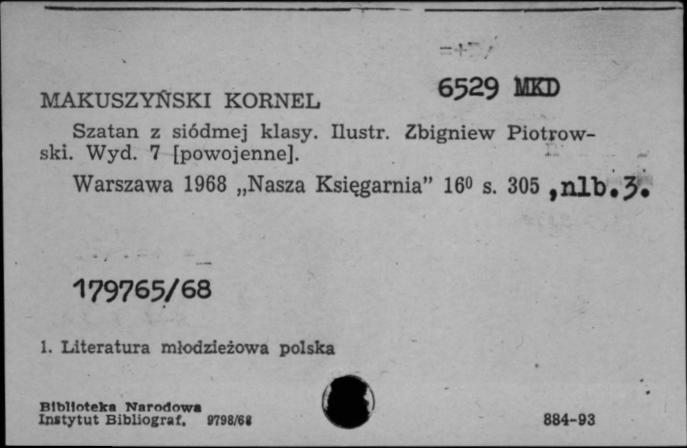 6529 MKD
MAKUSZYŃSKI KORNEL
Szatan z siódmej klasy. Ilustr. Zbigniew Piotrow-
ski. Wyd. 7 [powojenne].
Warszawa 1968 „Nasza Księgarnia” 16⁰ s. 305 ,nlb.3.
179765/68
1. Literatura młodzieżowa polska
Biblioteka Narodowa
Instytut Bibliograf. 9798/68 884-93